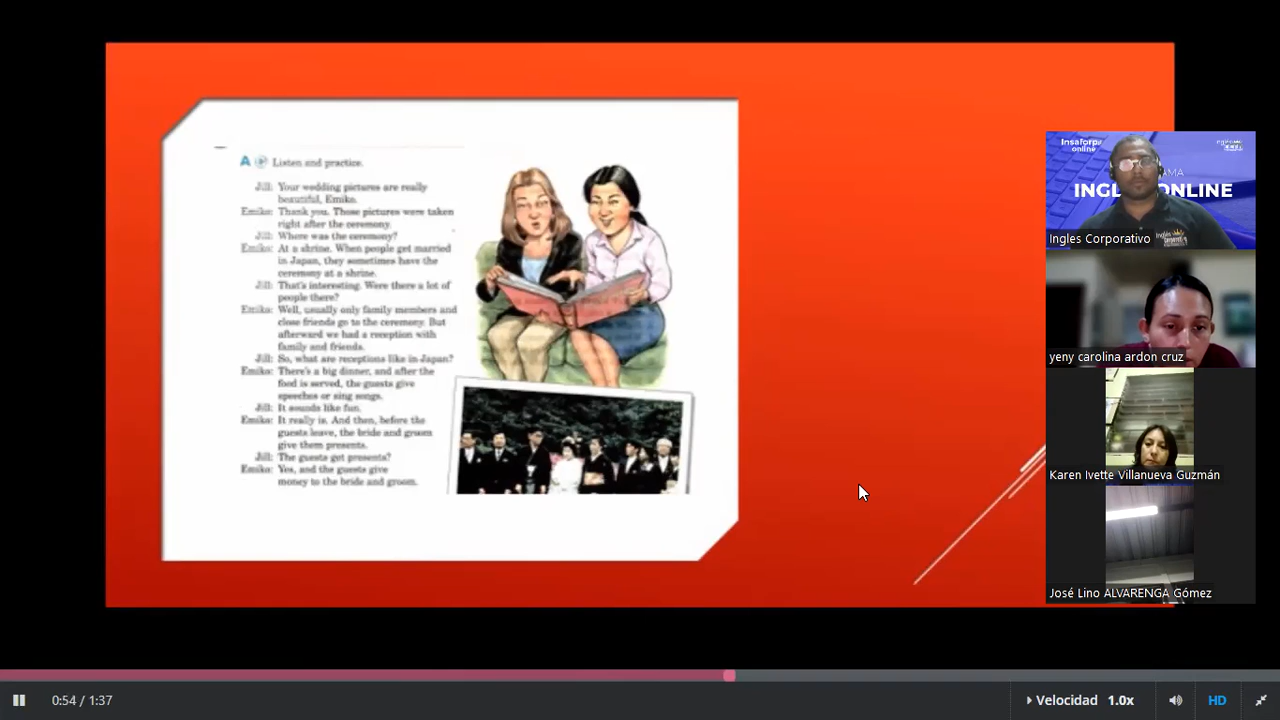 A Listen and practice.
Jill: Your wedding pictures are really
beautiful, Emiko.
Emiko: Thank you. Those pictures were taken
right after the ceremony.
Jill: Where was the ceremony?
Emiko: At a shrine. When people get married
in Japan, they sometimes have the
ceremony at a shrine.
Jill: That's interesting. Were there a lot of
people there?
Emiko: Well, usually only family members and
close friends go to the ceremony. But
afterward we had a reception with
family and friends.
Jill: So, what are receptions like in Japan?
Emiko: There's a big dinner, and after the
food is served, the guests give
speeches or sing songs.
Jill: It sounds like fun.
Emiko: It really is. And then, before the
guests leave, the bride and groom
give them presents.
Jill: The guests get presents?
Emiko: Yes, and the guests give
money to the bride and groom.
Insaforp
online
INGL ONLINE
Ingles Corporativo
yeny carolina ardon cruz
Karen Ivette Villanueva Guzmán
José Lino ALVARENGA Gómez
0:54 / 1:37
Velocidad 1.0x
HD